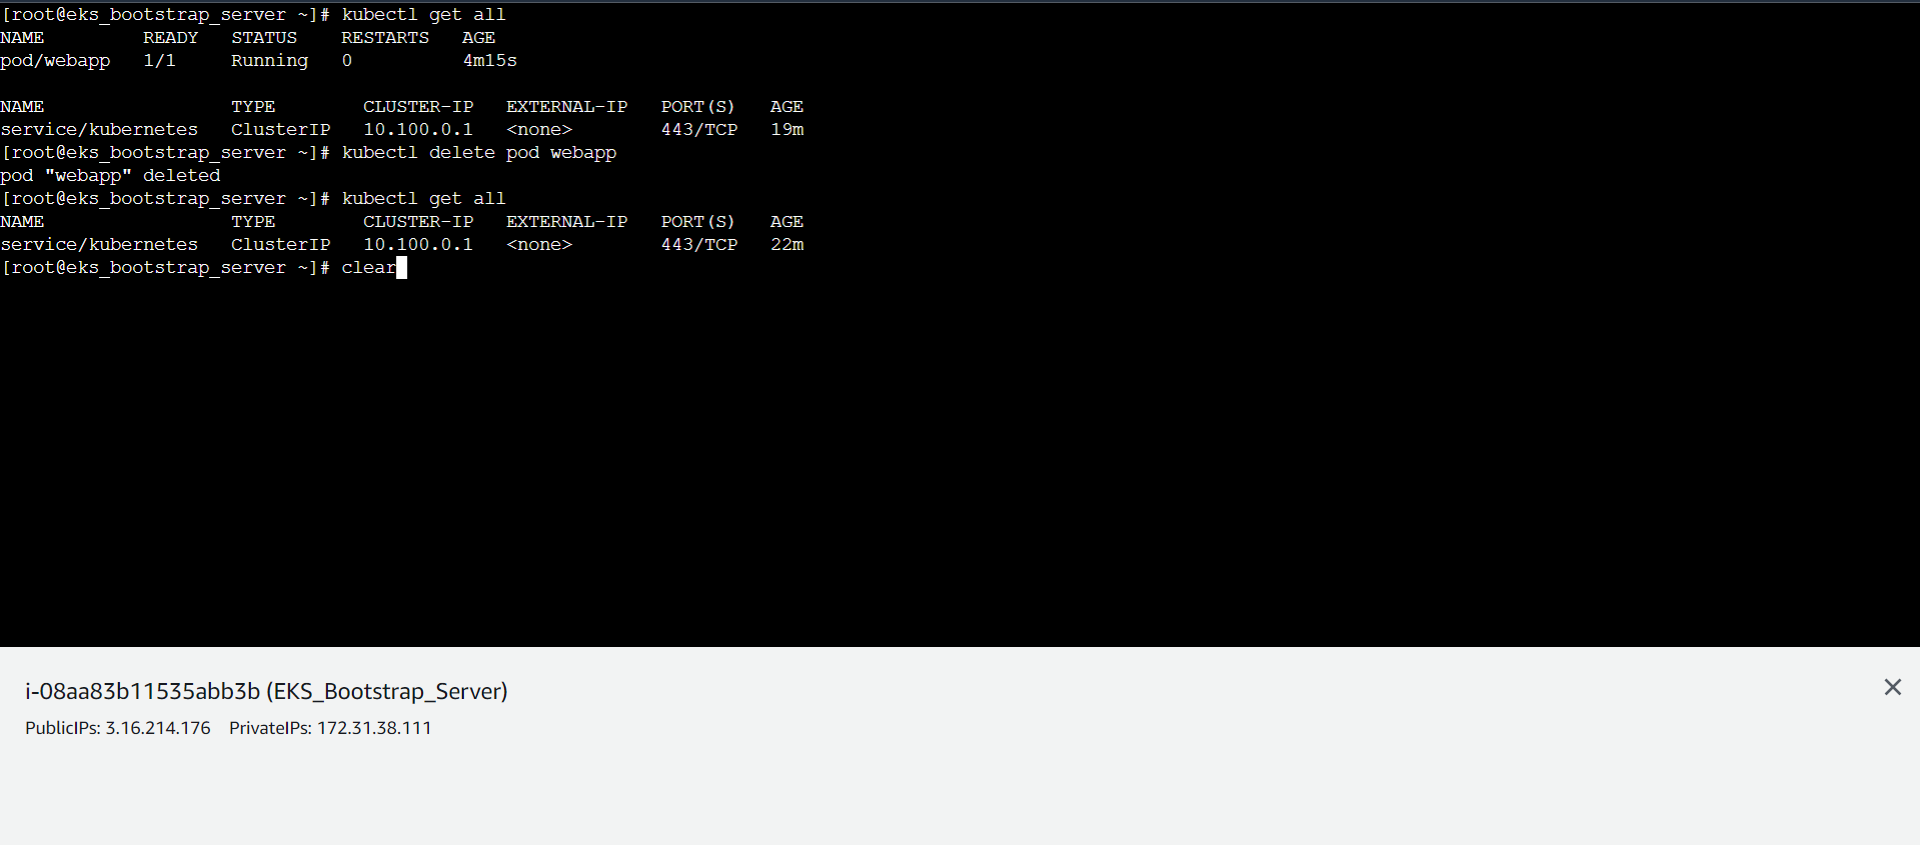 [root@eks_bootstrap_server ~]# kubectl get all
NAME         READY   STATUS    RESTARTS   AGE
pod/webapp   1/1     Running   0          4m15s

NAME                 TYPE        CLUSTER-IP   EXTERNAL-IP   PORT(S)   AGE
service/kubernetes   ClusterIP   10.100.0.1   <none>        443/TCP   19m
[root@eks_bootstrap_server ~]# kubectl delete pod webapp
pod "webapp" deleted
[root@eks_bootstrap_server ~]# kubectl get all
NAME                 TYPE        CLUSTER-IP   EXTERNAL-IP   PORT(S)   AGE
service/kubernetes   ClusterIP   10.100.0.1   <none>        443/TCP   22m
[root@eks_bootstrap_server ~]# clear
i-08aa83b11535abb3b (EKS_Bootstrap_Server)
PublicIPs: 3.16.214.176 PrivateIPs: 172.31.38.111